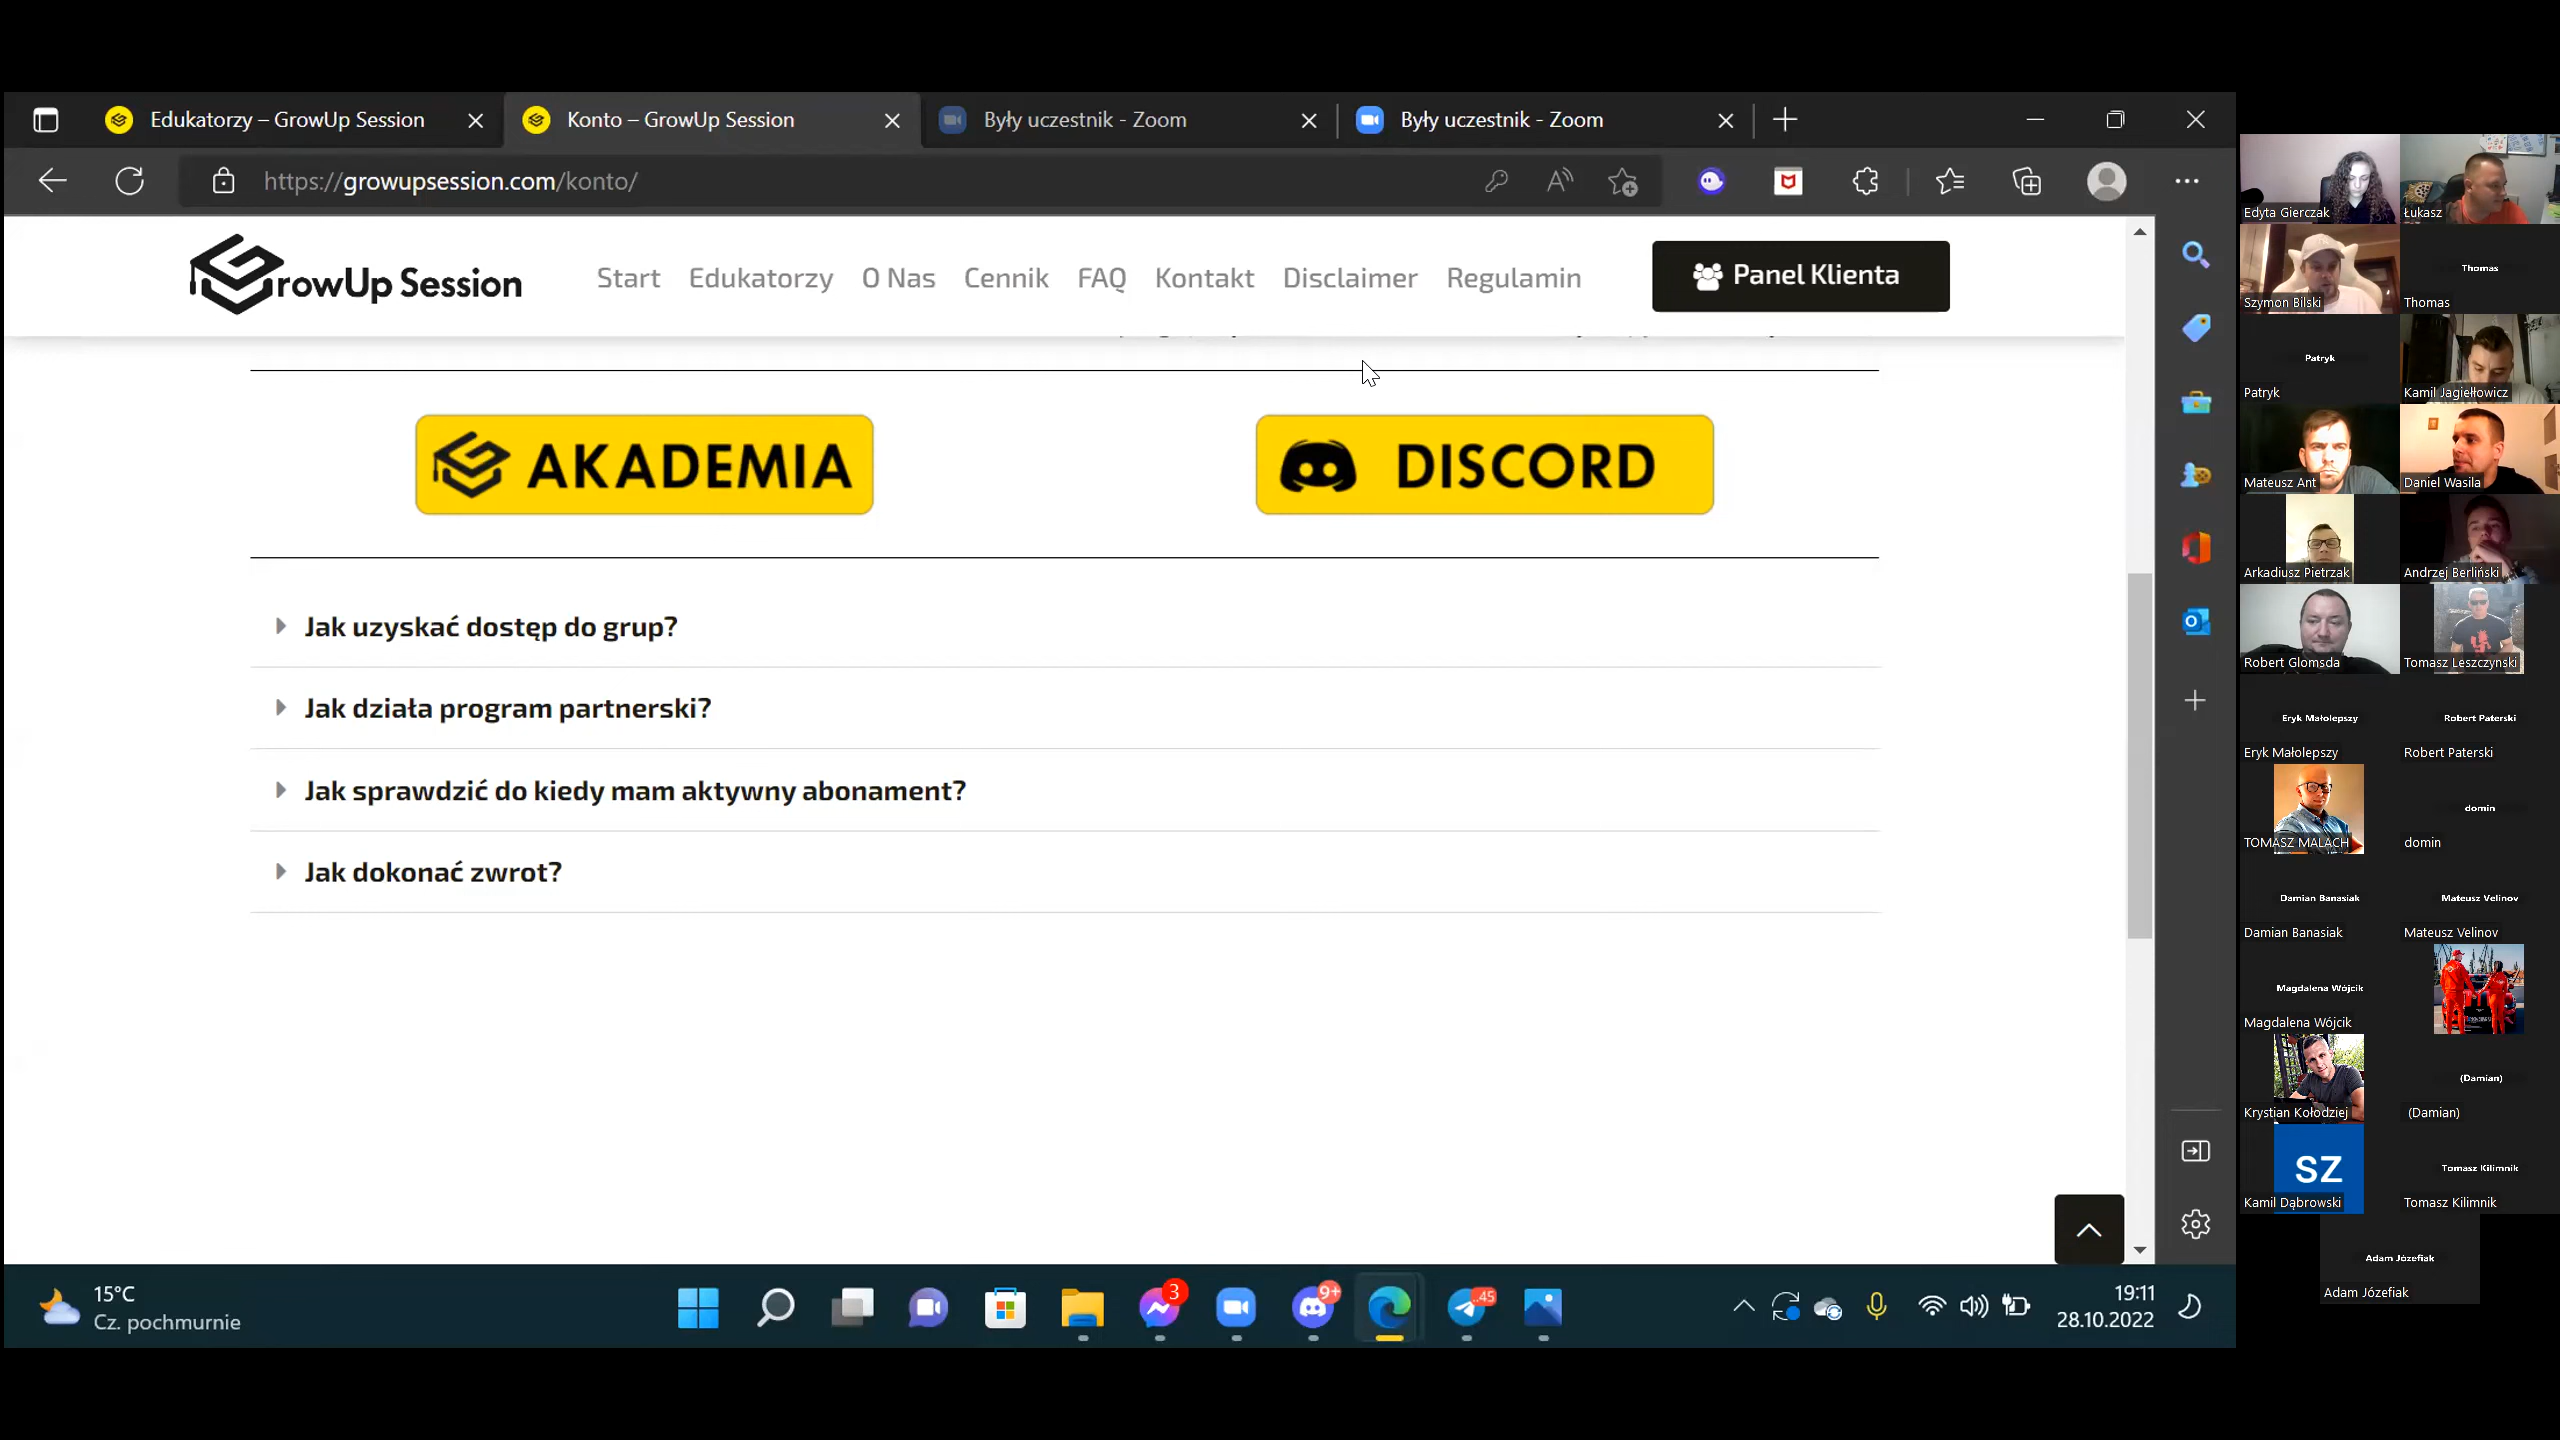 Edukatorzy – GrowUp Session
Konto – GrowUp Session
Były uczestnik - Zoom
Były uczestnik - Zoom
https://growupsession.com/konto/
rowUp Session
Start
Edukatorzy
O Nas
Cennik
FAQ
Kontakt
Disclaimer
Regulamin
Panel Klienta
AKADEMIA
DISCORD
Jak uzyskać dostęp do grup?
Jak działa program partnerski?
Jak sprawdzić do kiedy mam aktywny abonament?
Jak dokonać zwrot?
15°C
Cz. pochmurnie
3
9+
..45
19:11
28.10.2022
Edyta Gierczak
Łukasz
Szymon Bilski
Thomas
Thomas
Patryk
Patryk
Kamil Jagiełłowicz
Mateusz Ant
Daniel Wasila
Arkadiusz Pietrzak
Andrzej Berliński
Robert Glomsda
Tomasz Leszczynski
Eryk Małolepszy
Eryk Małolepszy
Robert Paterski
Robert Paterski
TOMASZ MALACH
domin
domin
Damian Banasiak
Damian Banasiak
Mateusz Velinov
Mateusz Velinov
Magdalena Wójcik
Magdalena Wójcik
Krystian Kołodziej
(Damian)
(Damian)
SZ
Kamil Dąbrowski
Tomasz Kilimnik
Tomasz Kilimnik
Adam Józefiak
Adam Józefiak